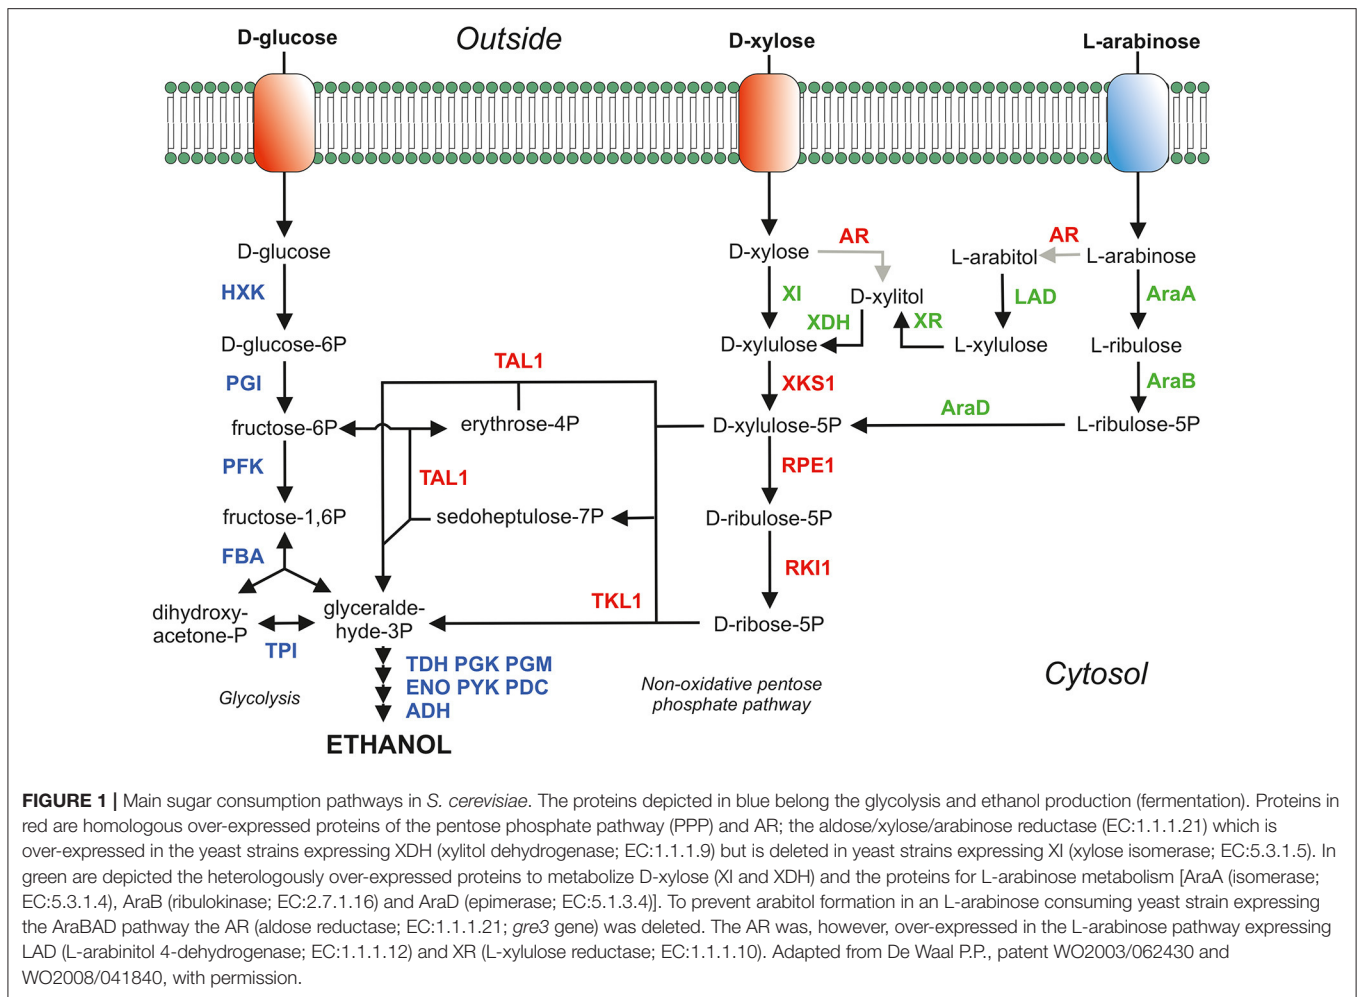 D-glucose
Outside
D-xylose
L-arabinose
D-glucose
D-xylose
AR
L-arabitol
AR
L-arabinose
HXK
XI
D-xylitol
LAD
AraA
XDH
XR
D-glucose-6P
D-xylulose
L-xylulose
L-ribulose
TAL1
PGI
XKS1
AraB
AraD
fructose-6P
erythrose-4P
D-xylulose-5P
L-ribulose-5P
PFK
TAL1
RPE1
fructose-1,6P
sedoheptulose-7P
D-ribulose-5P
FBA
RKI1
dihydroxy-
acetone-P
glyceralde-
hyde-3P
TKL1
D-ribose-5P
TPI
TDH PGK PGM
ENO PYK PDC
ADH
Glycolysis
Non-oxidative pentose
phosphate pathway
Cytosol
ETHANOL
FIGURE 1 | Main sugar consumption pathways in S. cerevisiae. The proteins depicted in blue belong the glycolysis and ethanol production (fermentation). Proteins in
red are homologous over-expressed proteins of the pentose phosphate pathway (PPP) and AR; the aldose/xylose/arabinose reductase (EC:1.1.1.21) which is
over-expressed in the yeast strains expressing XDH (xylitol dehydrogenase; EC:1.1.1.9) but is deleted in yeast strains expressing XI (xylose isomerase; EC:5.3.1.5). In
green are depicted the heterologously over-expressed proteins to metabolize D-xylose (XI and XDH) and the proteins for L-arabinose metabolism [AraA (isomerase;
EC:5.3.1.4), AraB (ribulokinase; EC:2.7.1.16) and AraD (epimerase; EC:5.1.3.4)]. To prevent arabitol formation in an L-arabinose consuming yeast strain expressing
the AraBAD pathway the AR (aldose reductase; EC:1.1.1.21; gre3 gene) was deleted. The AR was, however, over-expressed in the L-arabinose pathway expressing
LAD (L-arabinitol 4-dehydrogenase; EC:1.1.1.12) and XR (L-xylulose reductase; EC:1.1.1.10). Adapted from De Waal P.P., patent WO2003/062430 and
WO2008/041840, with permission.